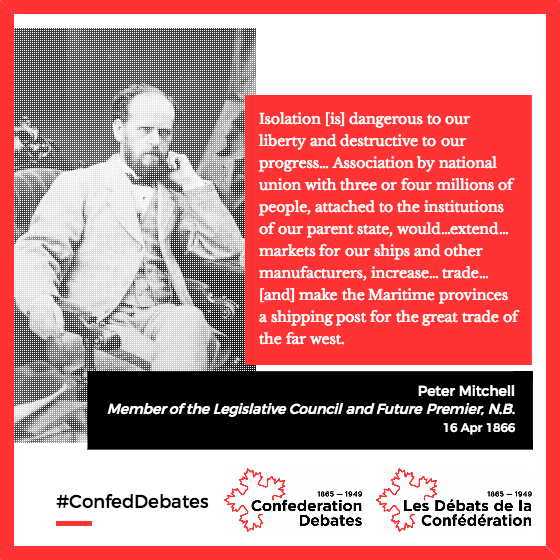 Isolation [is] dangerous to our
liberty and destructive to our
progress... Association by national
union with three or four millions of
people, attached to the institutions
of our parent state, would...extend...
markets for our ships and other
manufacturers, increase... trade...
[and] make the Maritime provinces
a shipping post for the great trade of
the far west.
Peter Mitchell
Member of the Legislative Council and Future Premier, N.B.
16 Apr 1866
#ConfedDebates
1865 — 1949
Confederation
Debates
1865 — 1949
Les Débats de la
Confédération